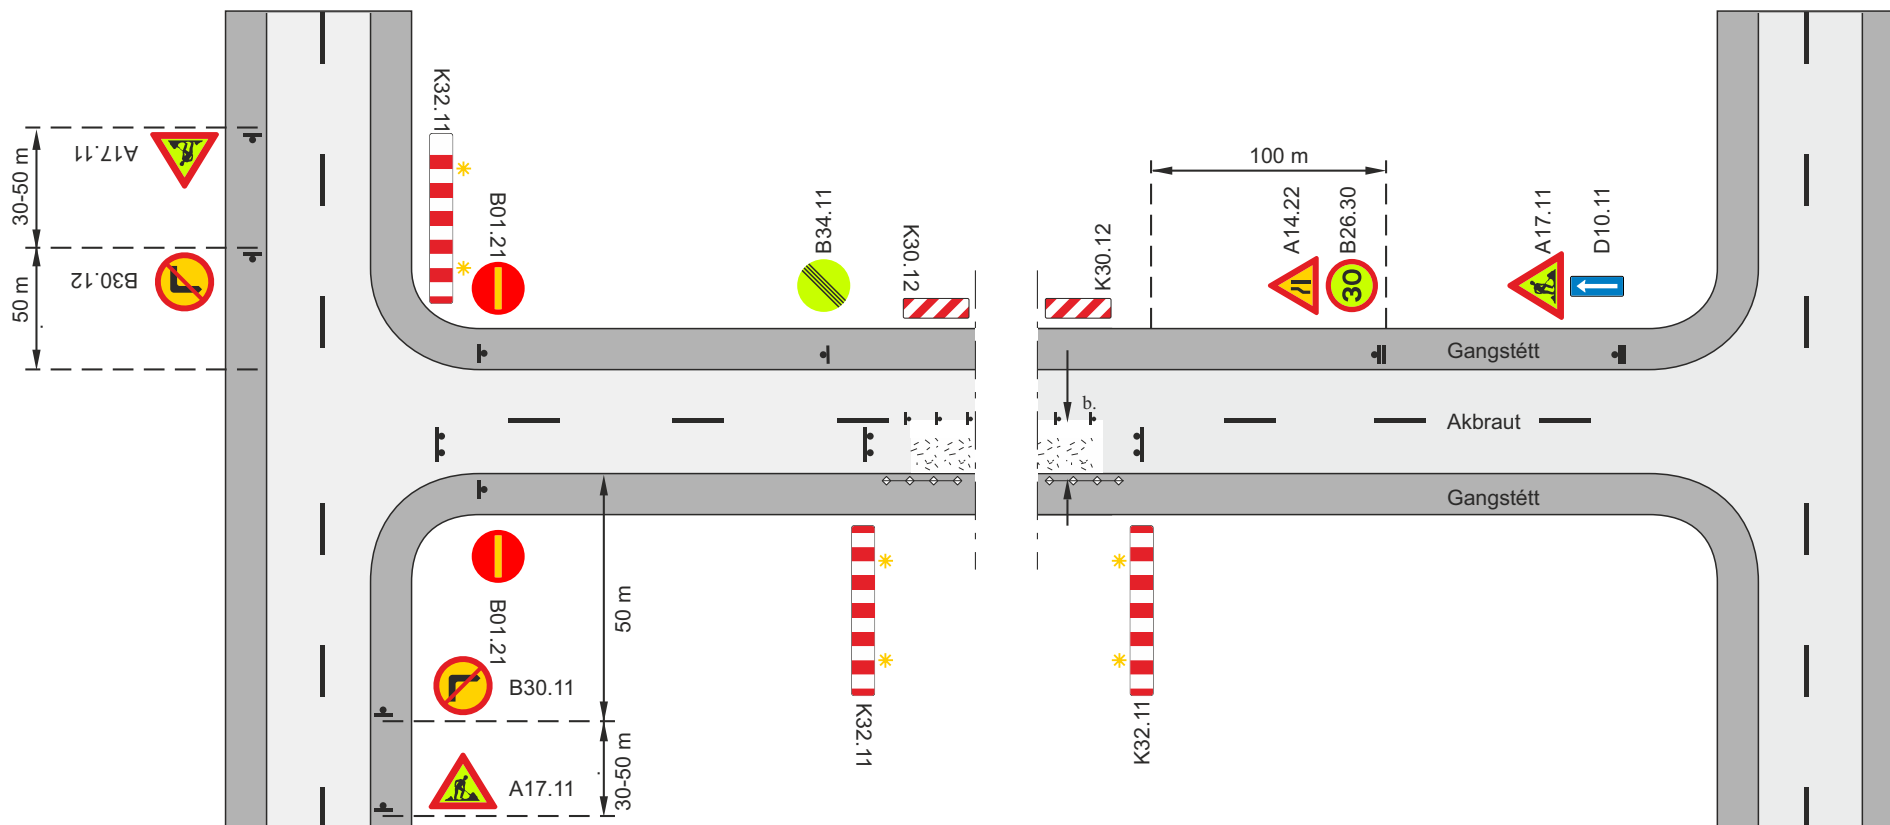 K32.11
B01.21
B34.11
K30.12
K30.12
100 m
A14.22
B26.30
30
A17.11
D10.11
A17.11
30-50 m
B30.12
50 m
Gangstétt
b.
Akbraut
Gangstétt
B01.21
50 m
B30.11
K32.11
K32.11
30-50 m
A17.11